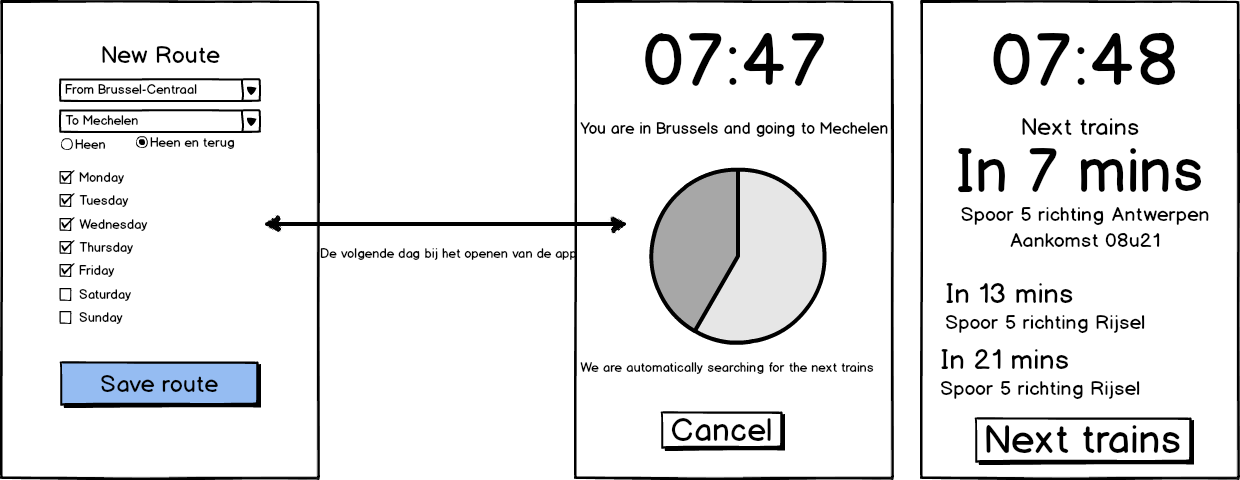 New Route
From Brussel-Centraal
To Mechelen
Heen
Heen en terug
Monday
Tuesday
Wednesday
Thursday
Friday
Saturday
Sunday
Save route
De volgende dag bij het openen van de app
07:47
You are in Brussels and going to Mechelen
We are automatically searching for the next trains
Cancel
07:48
Next trains
In 7 mins
Spoor 5 richting Antwerpen
Aankomst 08u21
In 13 mins
Spoor 5 richting Rijsel
In 21 mins
Spoor 5 richting Rijsel
Next trains